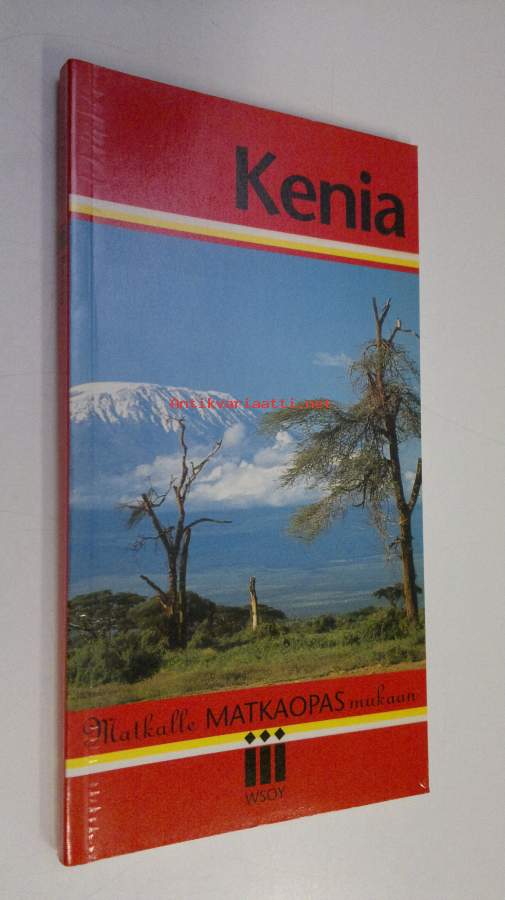 Kenia
Antikvariaatti.net
Matkalle MATKAOPAS mukaan
WSOY